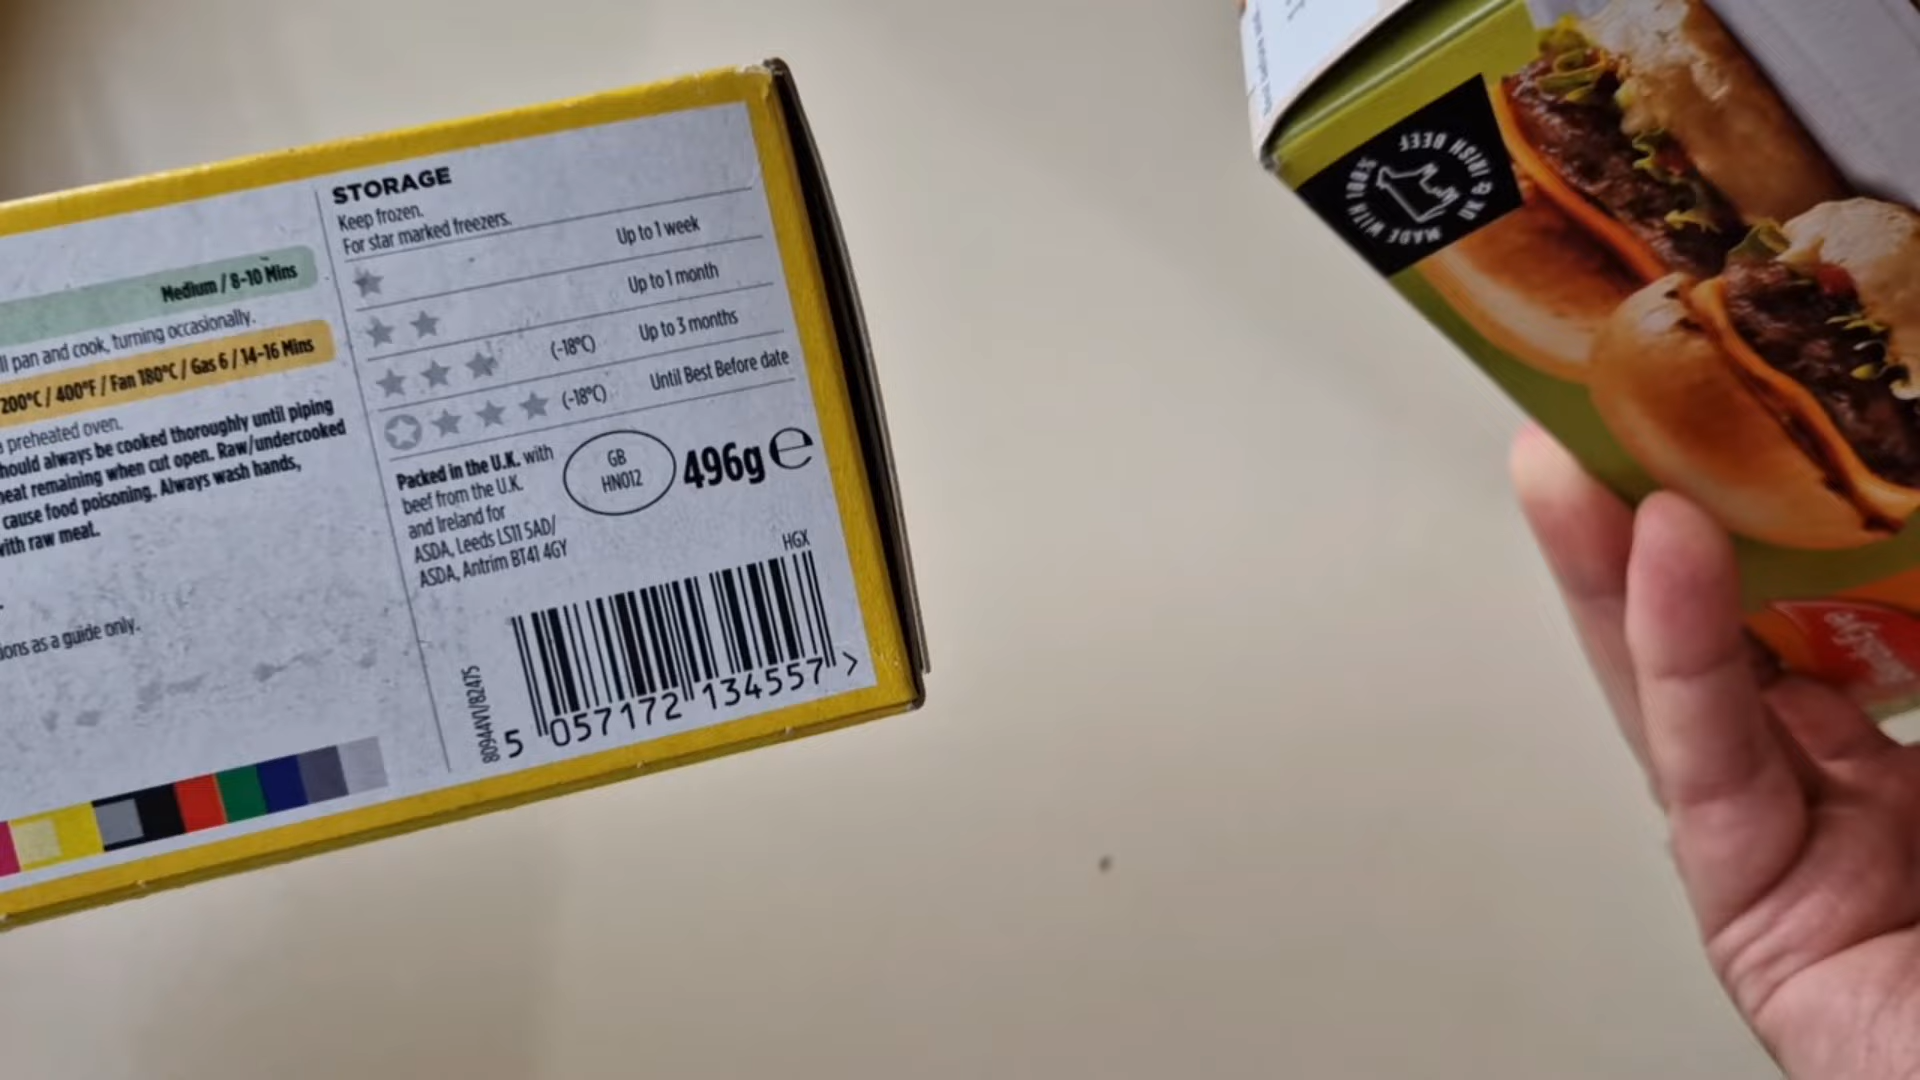 STORAGE
Keep frozen.
For star marked freezers.
Up to 1 week
Up to 1 month
(-18°C) Up to 3 months
(-18°C) Until Best Before date
Packed in the U.K. with
beef from the U.K.
and Ireland for
ASDA, Leeds LS11 5AD/
ASDA, Antrim BT41 4GY
GB
HN012
496g e
HGX
80944V1/82475
5 057172 134557 >
Medium / 8-10 Mins
ll pan and cook, turning occasionally.
200°C / 400°F / Fan 180°C / Gas 6 / 14-16 Mins
a preheated oven.
hould always be cooked thoroughly until piping
eat remaining when cut open. Raw/undercooked
cause food poisoning. Always wash hands,
with raw meat.
ions as a guide only.
MADE WITH 100% UK & IRISH BEEF